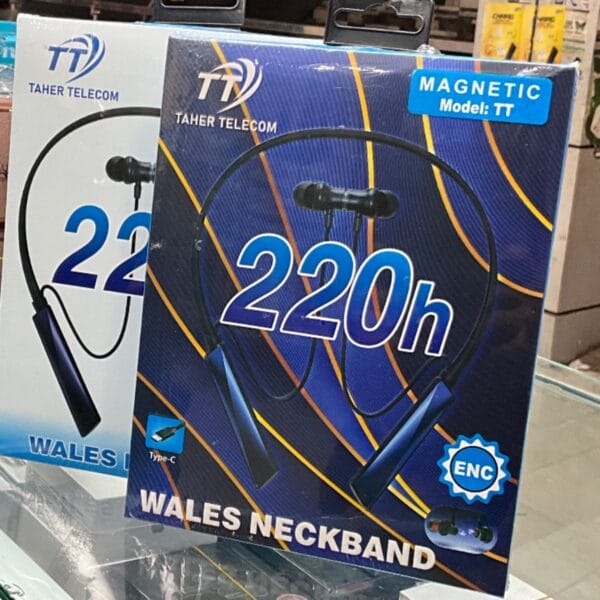 TT
TAHER TELECOM
22
WALES
TT
TAHER TELECOM
MAGNETIC
Model: TT
220h
Type-C
ENC
WALES NECKBAND